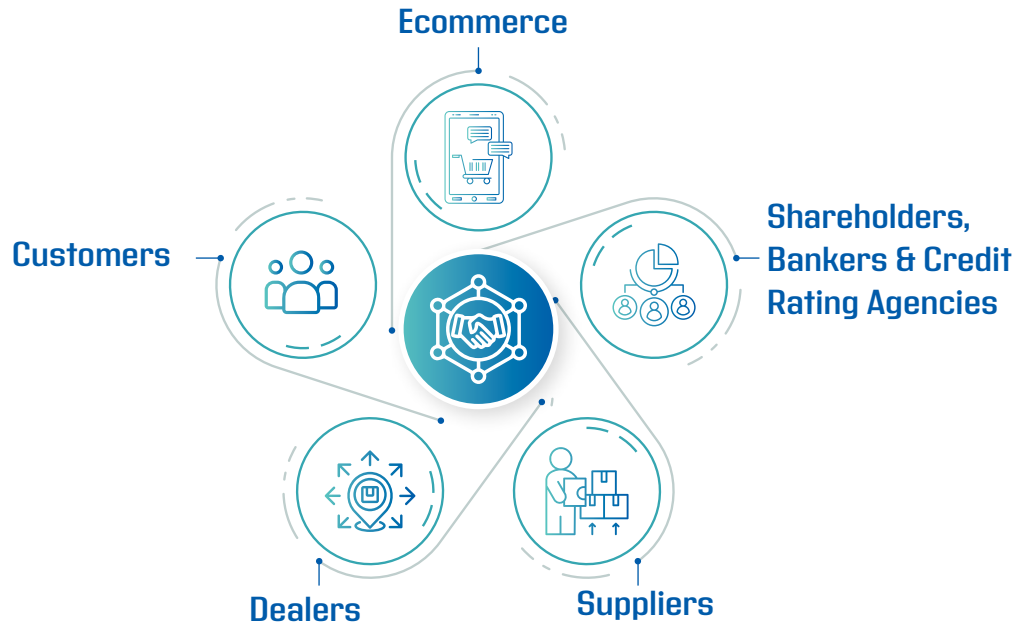 Ecommerce
Shareholders,
Bankers & Credit
Rating Agencies
Customers
Dealers
Suppliers